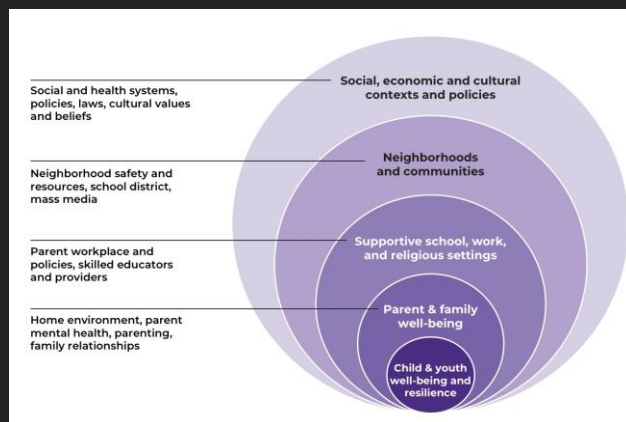 Social and health systems,
policies, laws, cultural values
and beliefs
Social, economic and cultural
contexts and policies
Neighborhood safety and
resources, school district,
mass media
Neighborhoods
and communities
Parent workplace and
policies, skilled educators
and providers
Supportive school, work,
and religious settings
Home environment, parent
mental health, parenting,
family relationships
Parent & family
well-being
Child & youth
well-being and
resilience